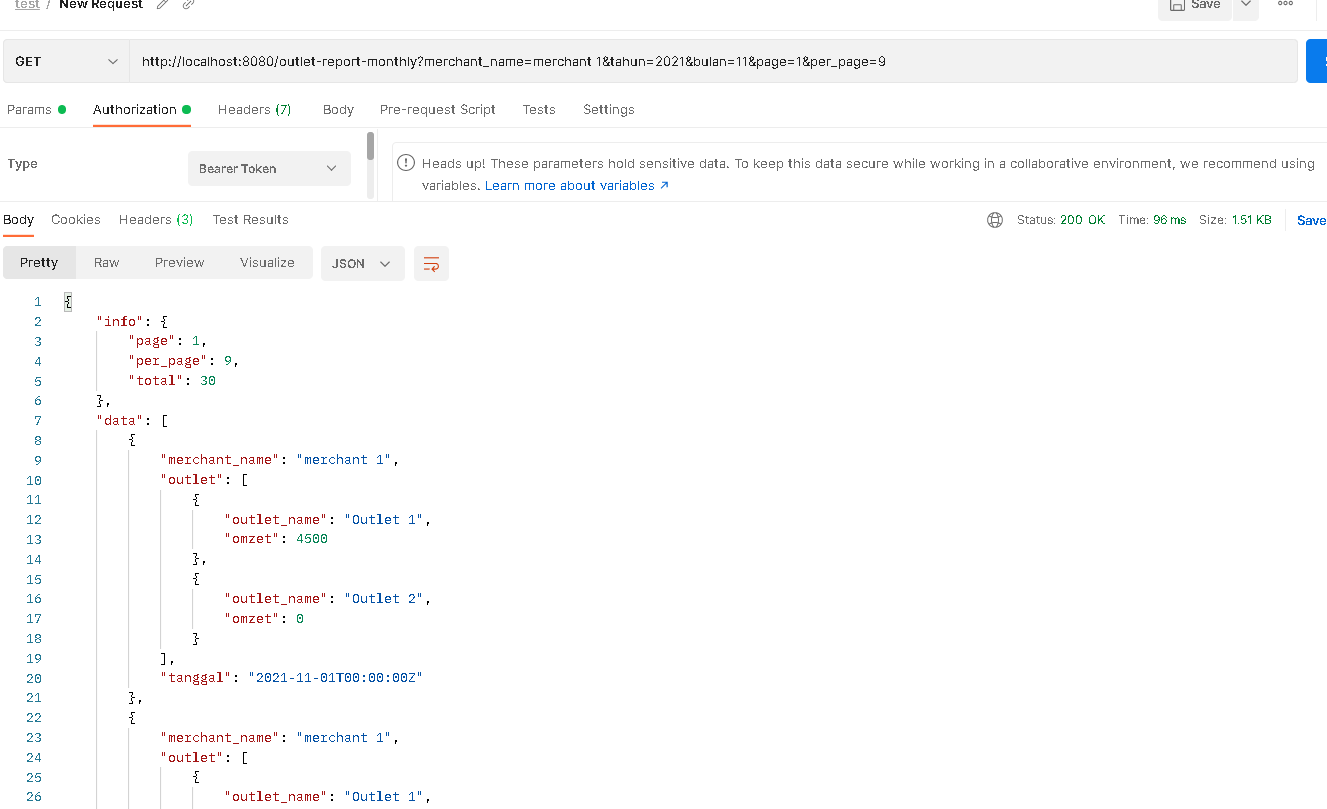 test / New Request
Save
GET
http://localhost:8080/outlet-report-monthly?merchant_name=merchant 1&tahun=2021&bulan=11&page=1&per_page=9
Params Authorization Headers (7) Body Pre-request Script Tests Settings
Type
Bearer Token
Heads up! These parameters hold sensitive data. To keep this data secure while working in a collaborative environment, we recommend using
variables. Learn more about variables
Body Cookies Headers (3) Test Results
Status: 200 OK Time: 96 ms Size: 1.51 KB Save
Pretty Raw Preview Visualize JSON
1 {
2 "info": {
3 "page": 1,
4 "per_page": 9,
5 "total": 30
6 },
7 "data": [
8 {
9 "merchant_name": "merchant 1",
10 "outlet": [
11 {
12 "outlet_name": "Outlet 1",
13 "omzet": 4500
14 },
15 {
16 "outlet_name": "Outlet 2",
17 "omzet": 0
18 }
19 ],
20 "tanggal": "2021-11-01T00:00:00Z"
21 },
22 {
23 "merchant_name": "merchant 1",
24 "outlet": [
25 {
26 "outlet_name": "Outlet 1",